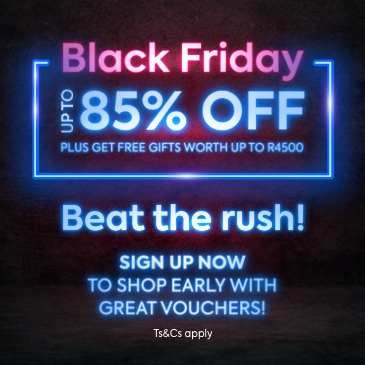 Black Friday
UP TO 85% OFF
PLUS GET FREE GIFTS WORTH UP TO R4500
Beat the rush!
SIGN UP NOW
TO SHOP EARLY WITH
GREAT VOUCHERS!
Ts&Cs apply